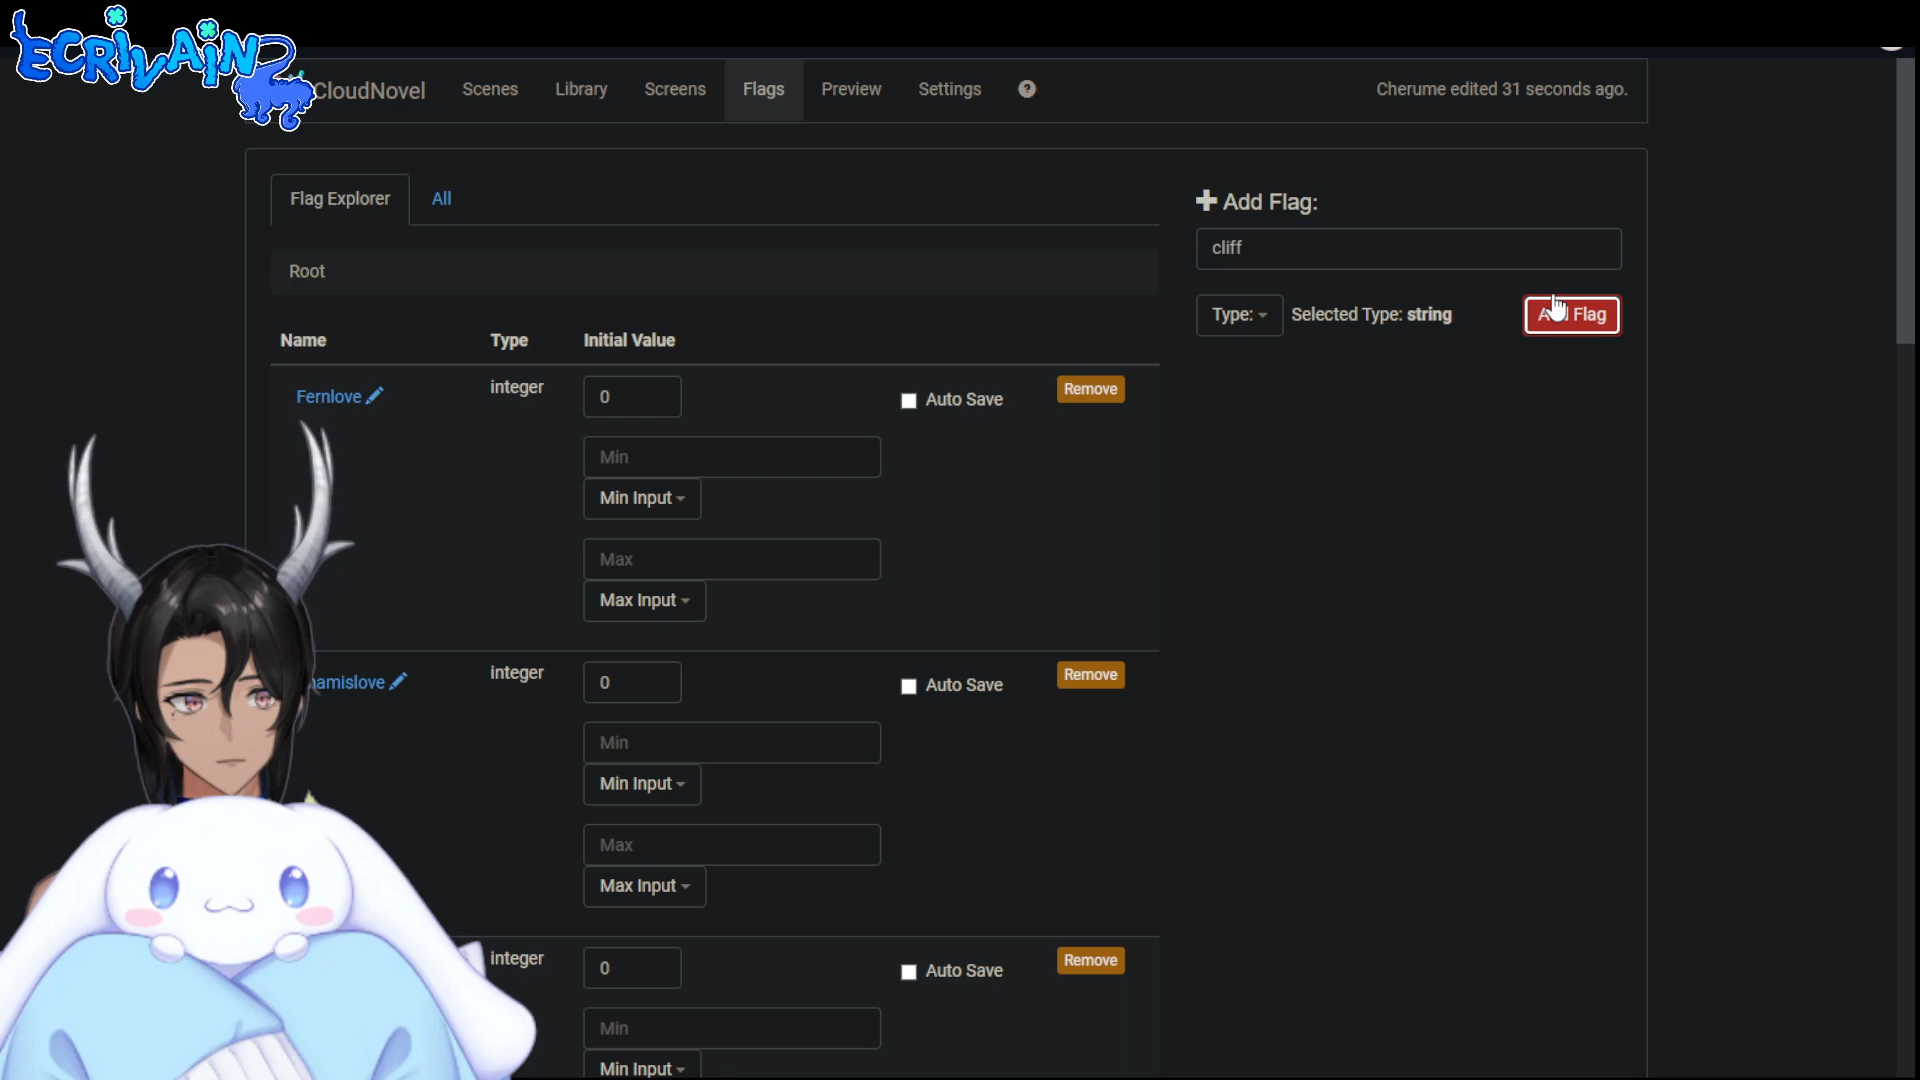 ECRIVAIN
CloudNovel
Scenes
Library
Screens
Flags
Preview
Settings
?
Cherume edited 31 seconds ago.
Flag Explorer
All
Add Flag:
cliff
Root
Type:
Selected Type: string
Flag
Name
Type
Initial Value
Fernlove
integer
0
Auto Save
Remove
Min
Min Input
Max
Max Input
amislove
integer
0
Auto Save
Remove
Min
Min Input
Max
Max Input
integer
0
Auto Save
Remove
Min
Min Input